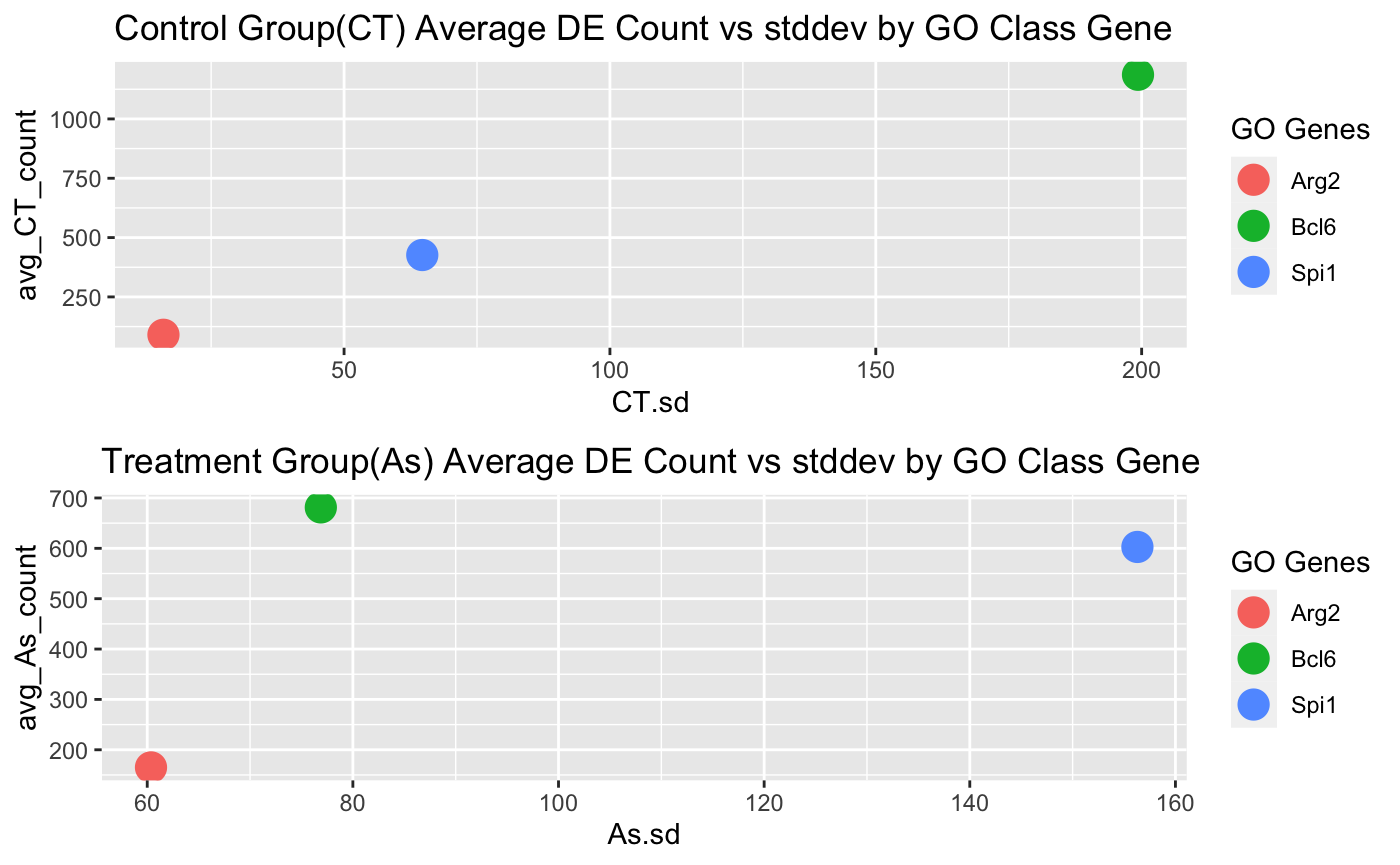 Control Group(CT) Average DE Count vs stddev by GO Class Gene
avg_CT_count
1000
750
500
250
50 100 150 200
CT.sd
GO Genes
Arg2
Bcl6
Spi1
Treatment Group(As) Average DE Count vs stddev by GO Class Gene
avg_As_count
700
600
500
400
300
200
60 80 100 120 140 160
As.sd
GO Genes
Arg2
Bcl6
Spi1